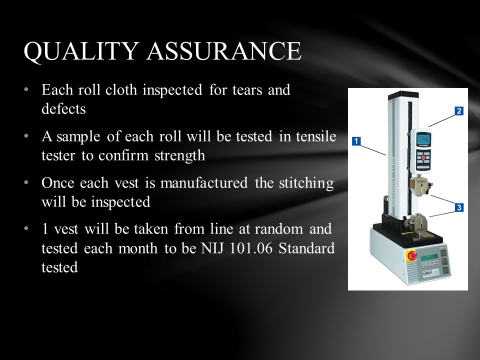 QUALITY ASSURANCE
• Each roll cloth inspected for tears and
defects
• A sample of each roll will be tested in tensile
tester to confirm strength
• Once each vest is manufactured the stitching
will be inspected
• 1 vest will be taken from line at random and
tested each month to be NIJ 101.06 Standard
tested
2
1
3